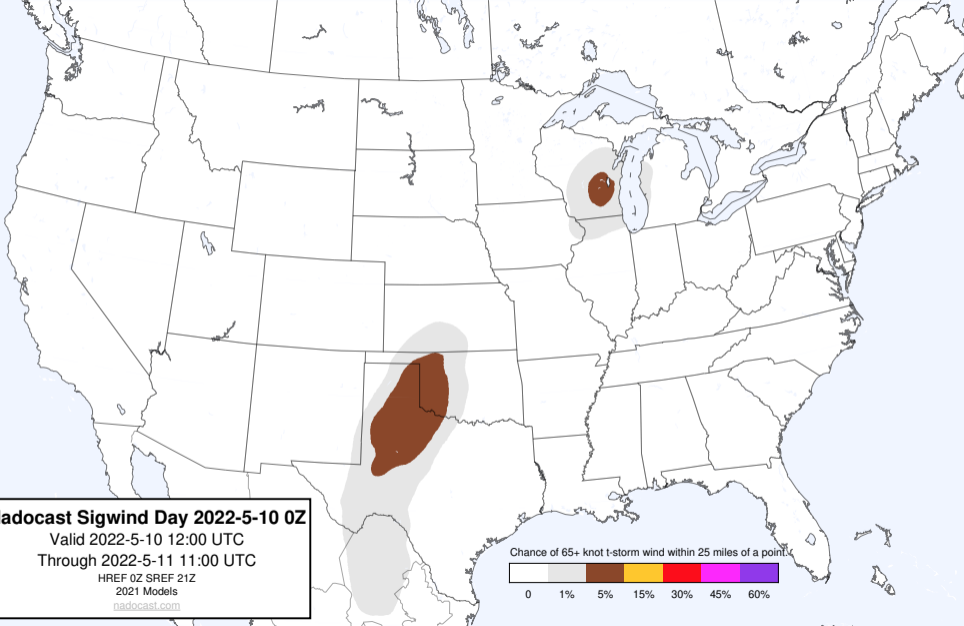 adocast Sigwind Day 2022-5-10 0Z
Valid 2022-5-10 12:00 UTC
Through 2022-5-11 11:00 UTC
HREF 0Z SREF 21Z
2021 Models
nadocast.com
Chance of 65+ knot t-storm wind within 25 miles of a point.
0 1% 5% 15% 30% 45% 60%